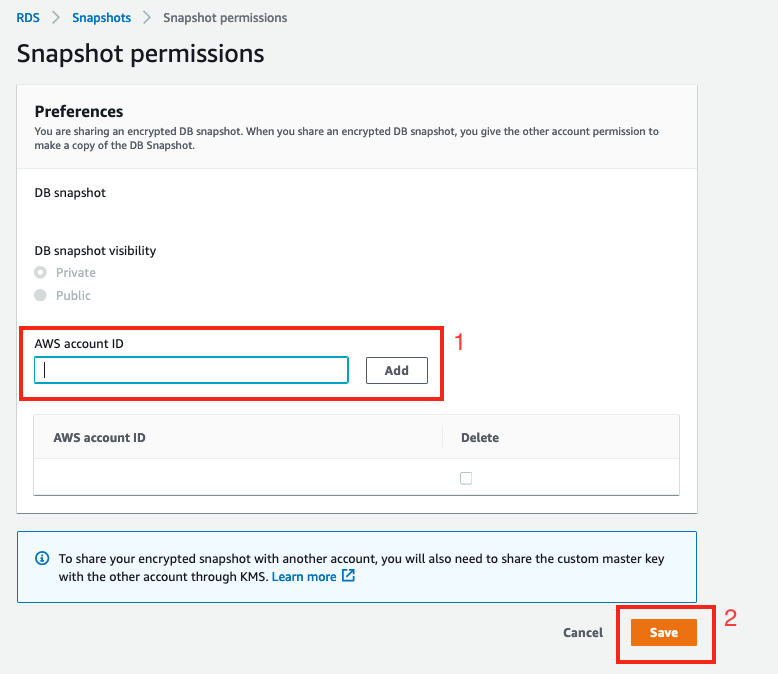 RDS > Snapshots > Snapshot permissions
Snapshot permissions
Preferences
You are sharing an encrypted DB snapshot. When you share an encrypted DB snapshot, you give the other account permission to
make a copy of the DB Snapshot.
DB snapshot
DB snapshot visibility
Private
Public
1
AWS account ID
Add
AWS account ID Delete
To share your encrypted snapshot with another account, you will also need to share the custom master key
with the other account through KMS. Learn more
Cancel Save 2